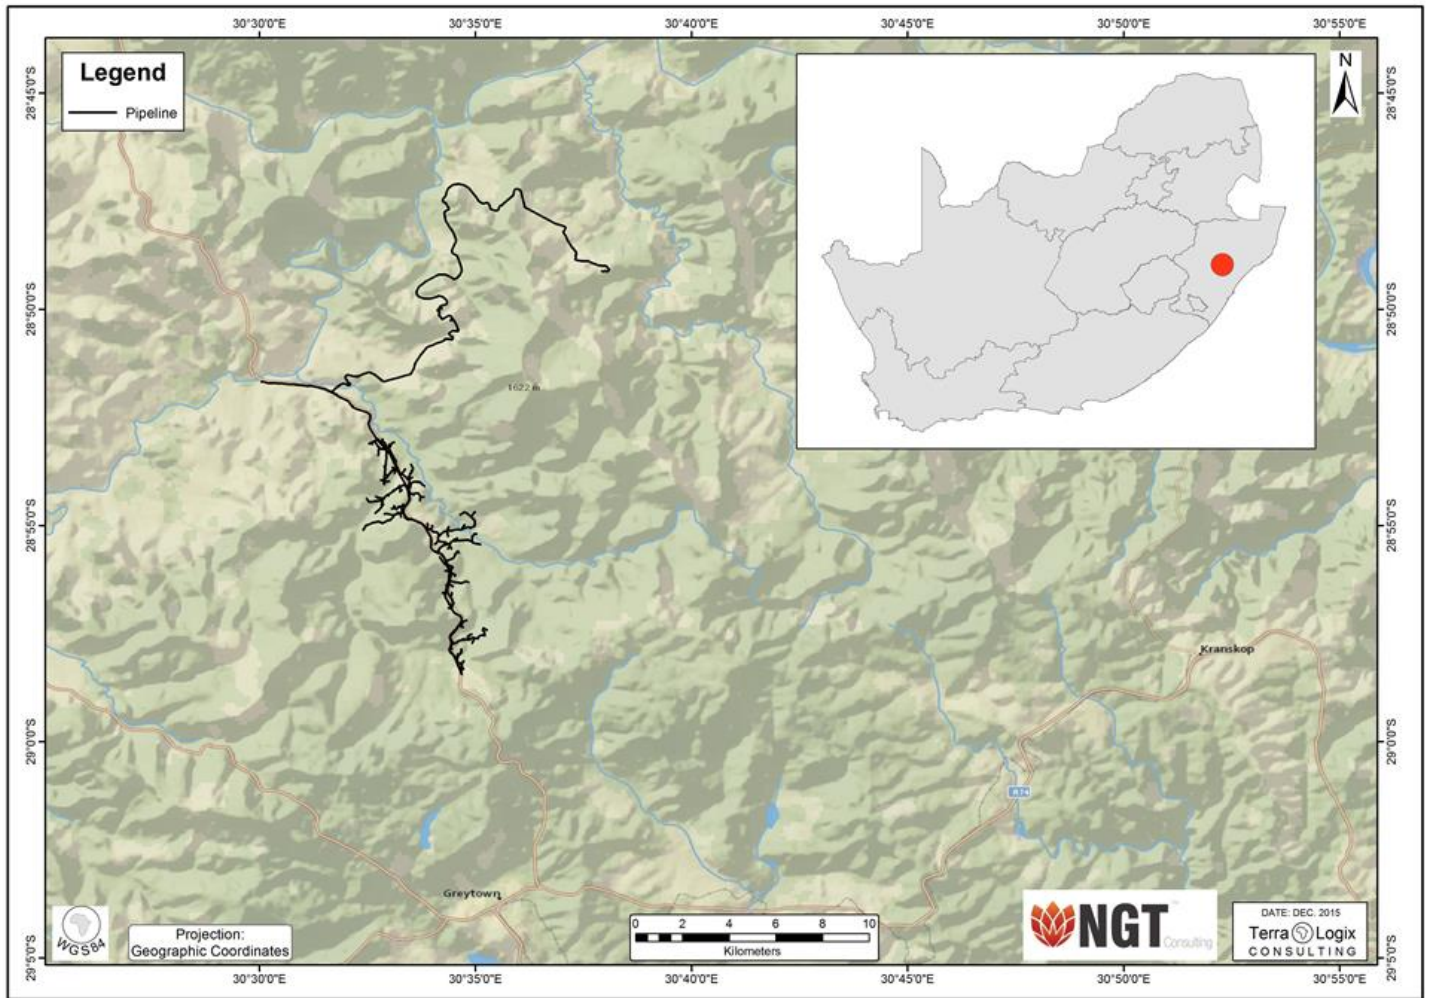 30°30'0"E 30°35'0"E 30°40'0"E 30°45'0"E 30°50'0"E 30°55'0"E
Legend
Pipeline
N
28°45'0"S
28°45'0"S
28°50'0"S
28°50'0"S
1622 m
28°55'0"S
28°55'0"S
Kranskop
29°0'0"S
29°0'0"S
R74
Greytown
WGS84
Projection:
Geographic Coordinates
0 2 4 6 8 10
Kilometers
NGT
Consulting
DATE: DEC. 2015
Terra Logix
CONSULTING
29°5'0"S
29°5'0"S
30°30'0"E 30°35'0"E 30°40'0"E 30°45'0"E 30°50'0"E 30°55'0"E